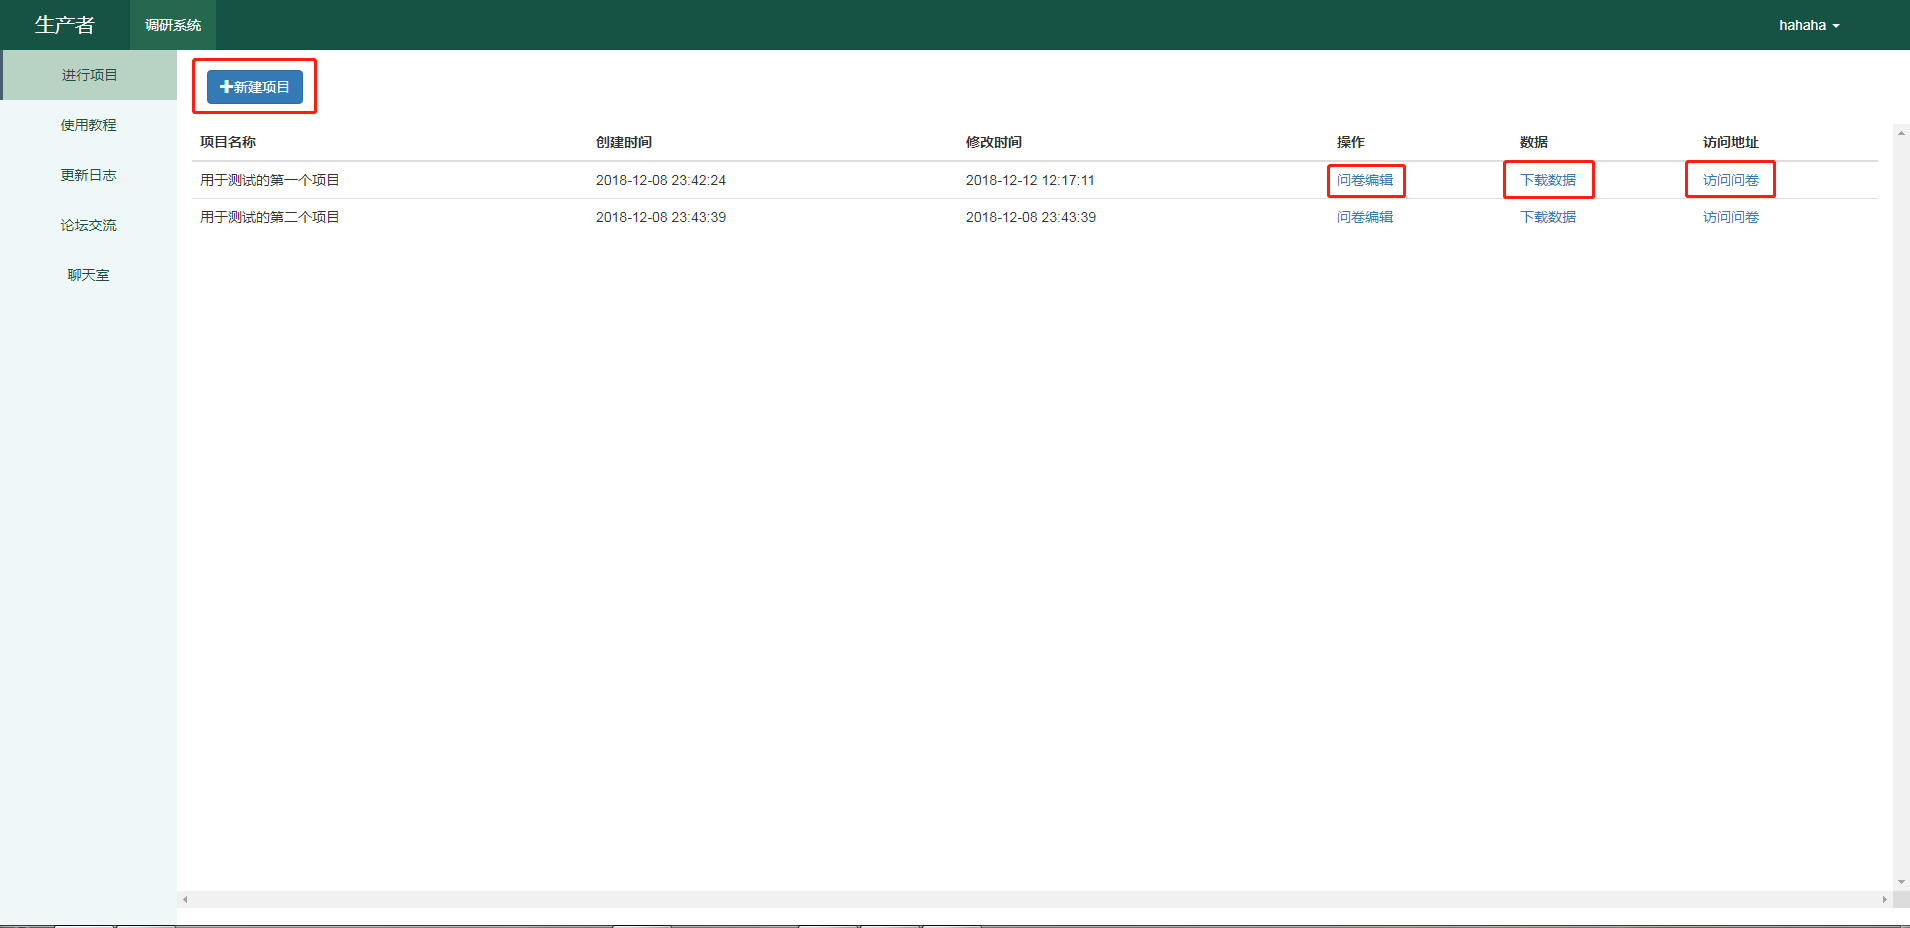 生产者 调研系统 hahaha
进行项目
使用教程
更新日志
论坛交流
聊天室
新建项目
项目名称 创建时间 修改时间 操作 数据 访问地址
用于测试的第一个项目 2018-12-08 23:42:24 2018-12-12 12:17:11 问卷编辑 下载数据 访问问卷
用于测试的第二个项目 2018-12-08 23:43:39 2018-12-08 23:43:39 问卷编辑 下载数据 访问问卷